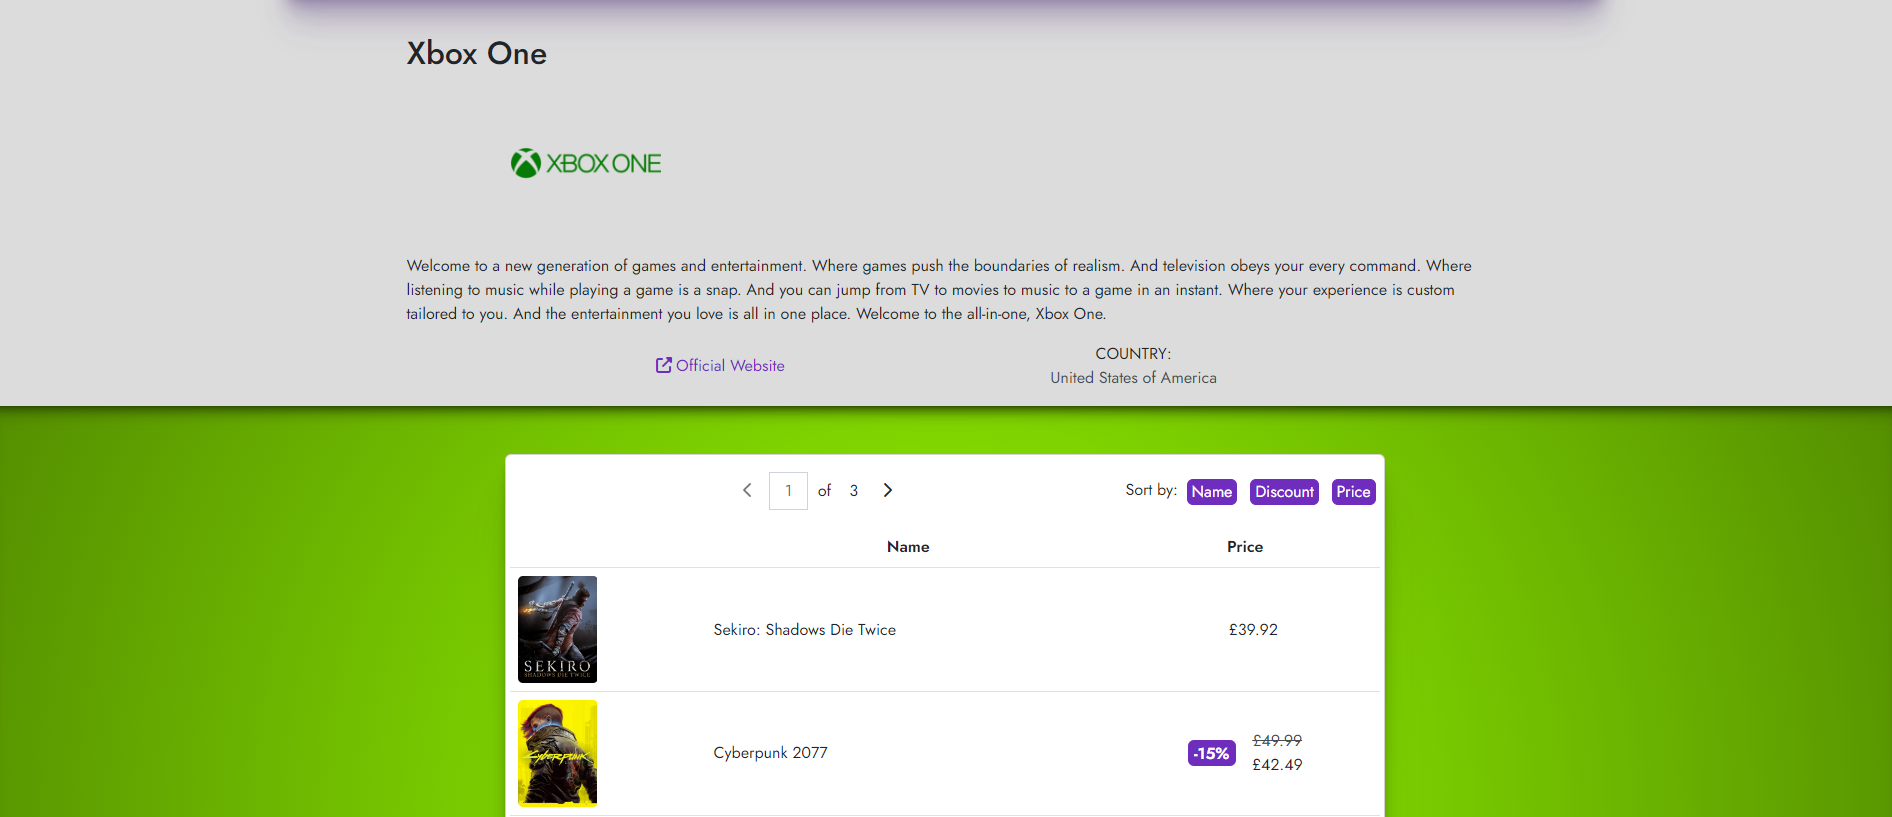 Xbox One
XBOX ONE
Welcome to a new generation of games and entertainment. Where games push the boundaries of realism. And television obeys your every command. Where
listening to music while playing a game is a snap. And you can jump from TV to movies to music to a game in an instant. Where your experience is custom
tailored to you. And the entertainment you love is all in one place. Welcome to the all-in-one, Xbox One.
Official Website
COUNTRY:
United States of America
1 of 3
Sort by: Name Discount Price
Name Price
SEKIRO
SHADOWS DIE TWICE
Sekiro: Shadows Die Twice £39.92
Cyberpunk
Cyberpunk 2077
-15%
£49.99
£42.49